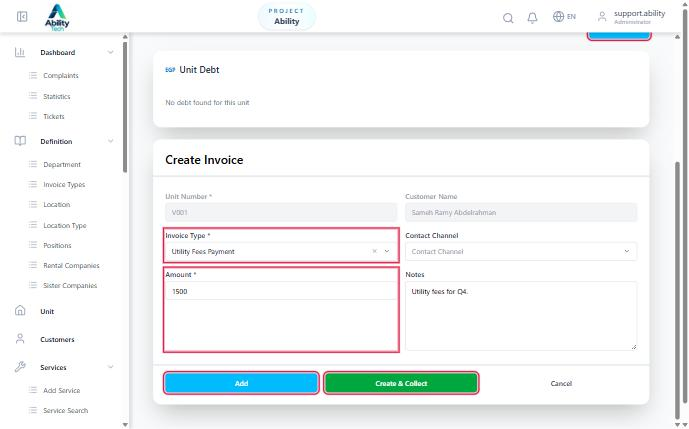 Ability
Tech
PROJECT
Ability
EN
support.ability
Administrator
Dashboard
Complaints
Statistics
Tickets
Definition
Department
Invoice Types
Location
Location Type
Positions
Rental Companies
Sister Companies
Unit
Customers
Services
Add Service
Service Search
EGP Unit Debt
No debt found for this unit
Create Invoice
Unit Number *
V001
Customer Name
Sameh Ramy Abdelrahman
Invoice Type *
Utility Fees Payment
Contact Channel
Contact Channel
Amount *
1500
Notes
Utility fees for Q4.
Add
Create & Collect
Cancel